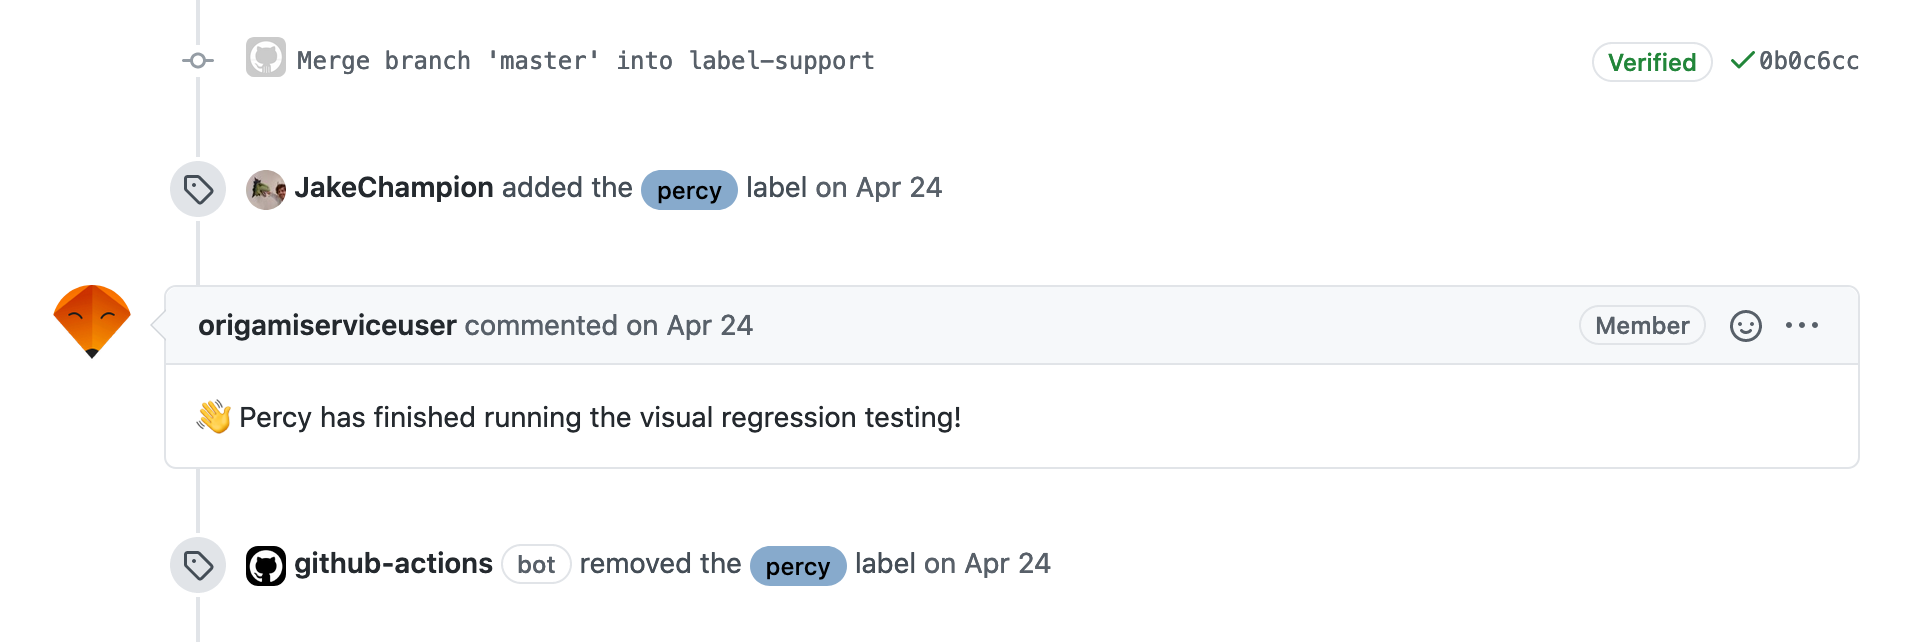 Merge branch 'master' into label-support Verified 0b0c6cc
JakeChampion added the percy label on Apr 24
origamiserviceuser commented on Apr 24 Member
👋 Percy has finished running the visual regression testing!
github-actions bot removed the percy label on Apr 24